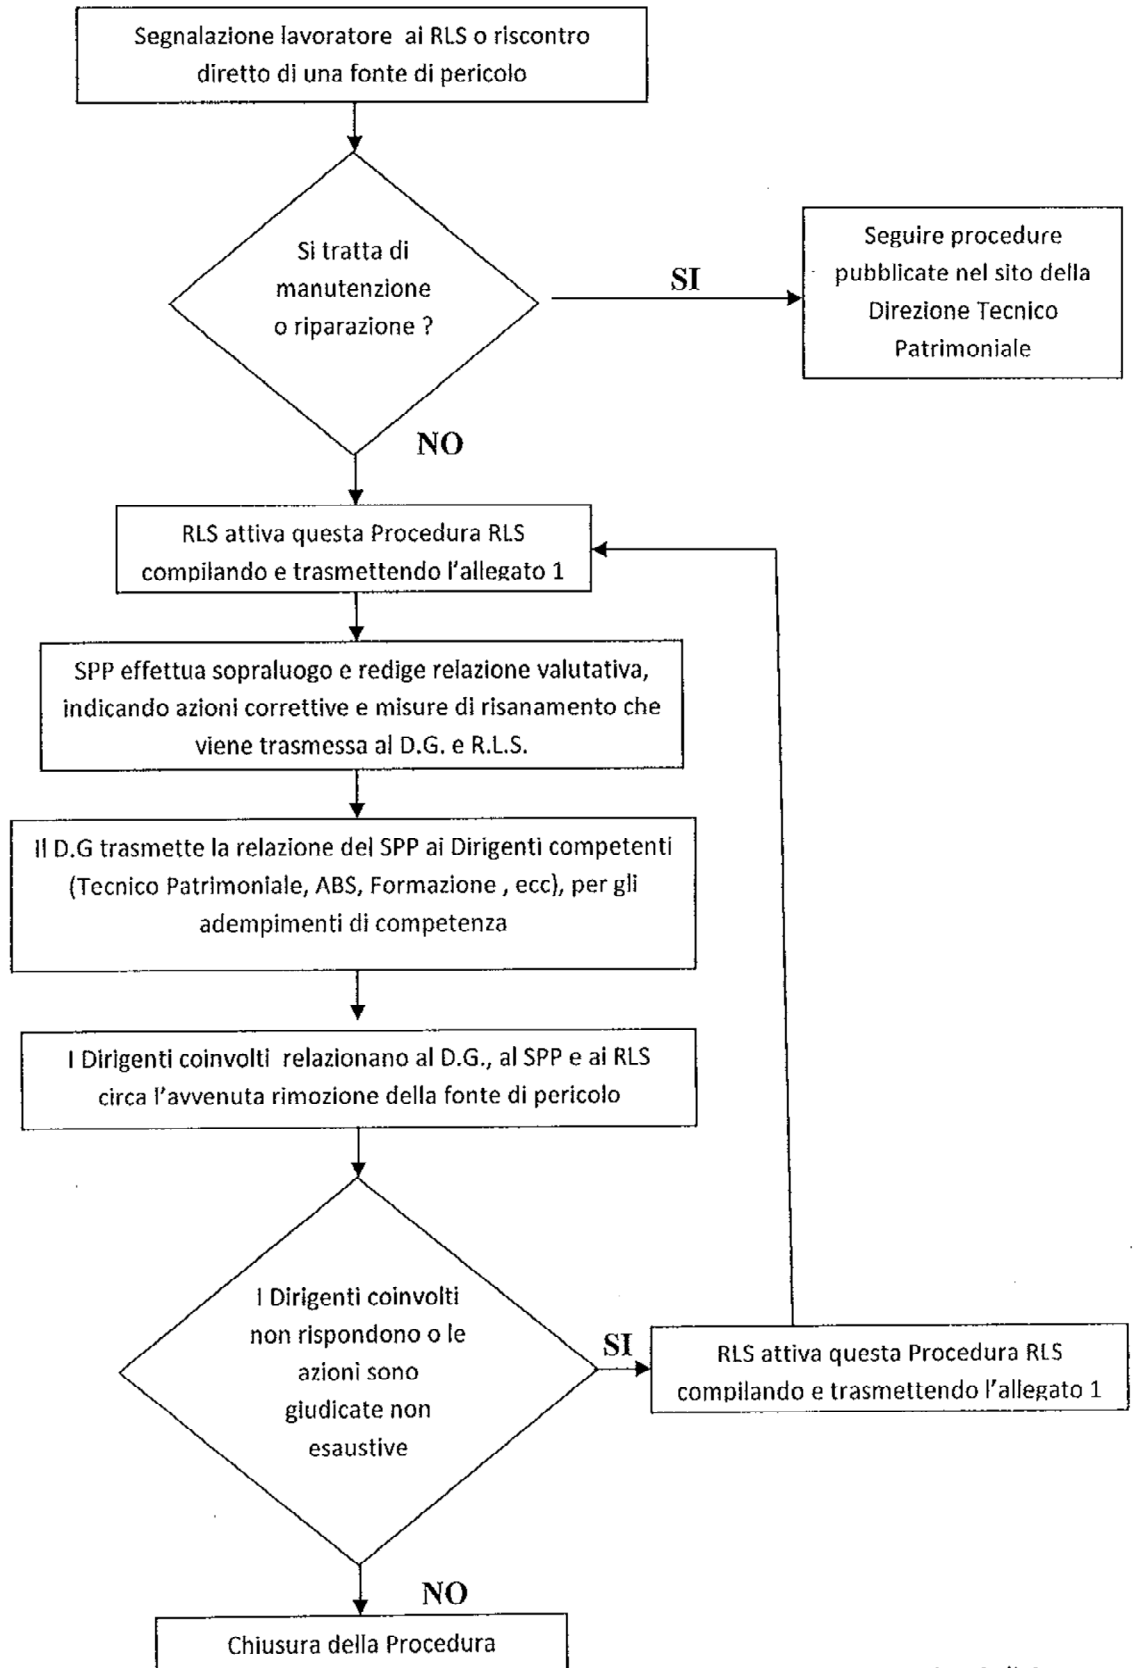 Segnalazione lavoratore ai RLS o riscontro
diretto di una fonte di pericolo
Si tratta di
manutenzione
o riparazione ?
SI
Seguire procedure
pubblicate nel sito della
Direzione Tecnico
Patrimoniale
NO
RLS attiva questa Procedura RLS
compilando e trasmettendo l'allegato 1
SPP effettua sopraluogo e redige relazione valutativa,
indicando azioni correttive e misure di risanamento che
viene trasmessa al D.G. e R.L.S.
Il D.G trasmette la relazione del SPP ai Dirigenti competenti
(Tecnico Patrimoniale, ABS, Formazione , ecc), per gli
adempimenti di competenza
I Dirigenti coinvolti relazionano al D.G., al SPP e ai RLS
circa l'avvenuta rimozione della fonte di pericolo
I Dirigenti coinvolti
non rispondono o le
azioni sono
giudicate non
esaustive
SI
RLS attiva questa Procedura RLS
compilando e trasmettendo l'allegato 1
NO
Chiusura della Procedura